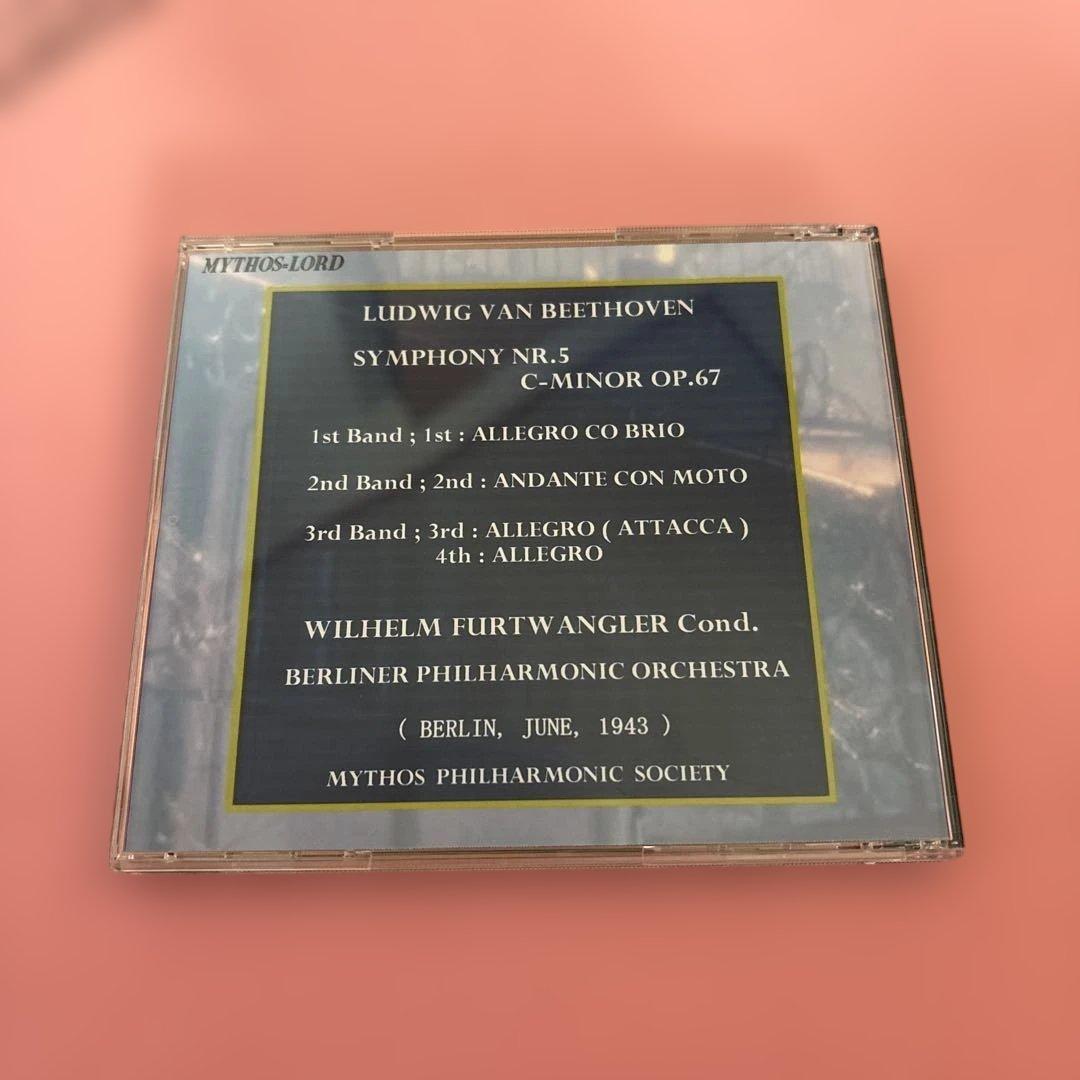 MYTHOS=LORD
LUDWIG VAN BEETHOVEN
SYMPHONY NR.5
C-MINOR OP.67
1st Band ; 1st : ALLEGRO CO BRIO
2nd Band ; 2nd : ANDANTE CON MOTO
3rd Band ; 3rd : ALLEGRO ( ATTACCA )
4th : ALLEGRO
WILHELM FURTWANGLER Cond.
BERLINER PHILHARMONIC ORCHESTRA
( BERLIN, JUNE, 1943 )
MYTHOS PHILHARMONIC SOCIETY